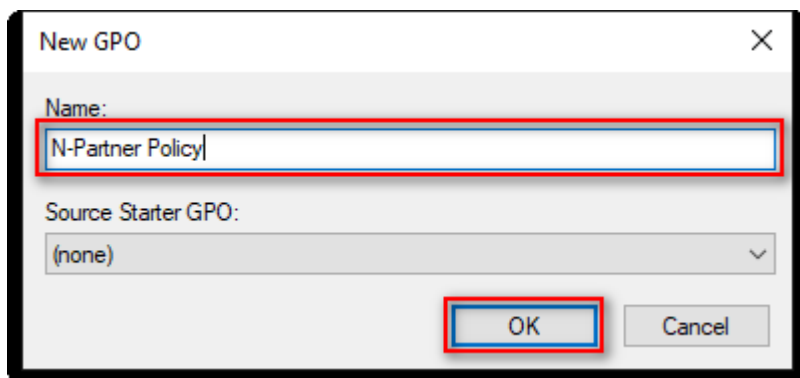 New GPO
Name:
N-Partner Policy
Source Starter GPO:
(none)
OK Cancel